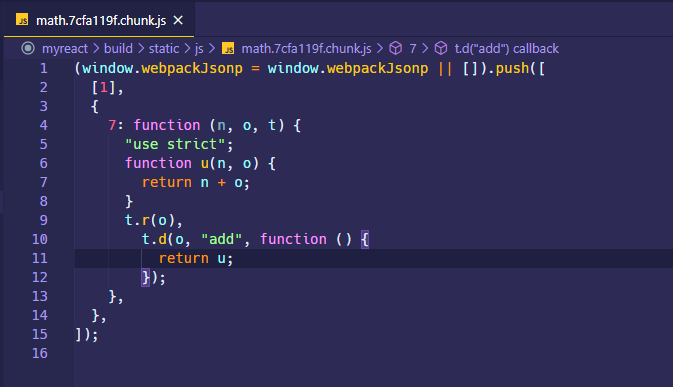 JS math.7cfa119f.chunk.js ×
myreact > build > static > js > JS math.7cfa119f.chunk.js > 7 > t.d("add") callback
1 (window.webpackJsonp = window.webpackJsonp || []).push([
2 [1],
3 {
4 7: function (n, o, t) {
5 "use strict";
6 function u(n, o) {
7 return n + o;
8 }
9 t.r(o),
10 t.d(o, "add", function () {
11 return u;
12 });
13 },
14 },
15 ]);
16